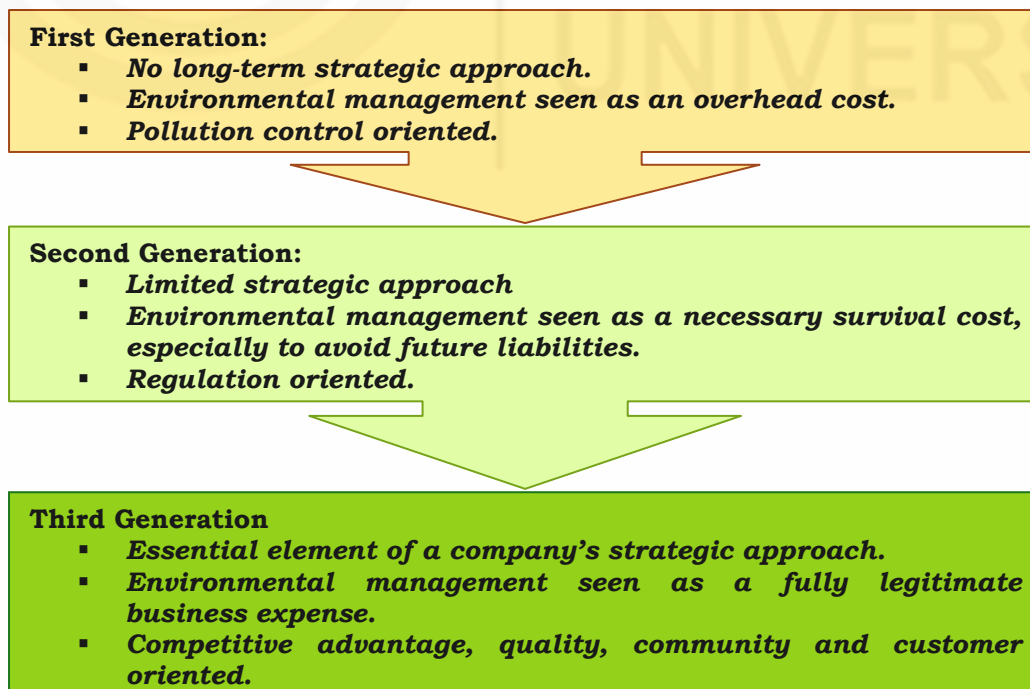 UNIVERS
First Generation:
▪ No long-term strategic approach.
▪ Environmental management seen as an overhead cost.
▪ Pollution control oriented.
Second Generation:
▪ Limited strategic approach
▪ Environmental management seen as a necessary survival cost,
especially to avoid future liabilities.
▪ Regulation oriented.
Third Generation
▪ Essential element of a company’s strategic approach.
▪ Environmental management seen as a fully legitimate
business expense.
▪ Competitive advantage, quality, community and customer
oriented.